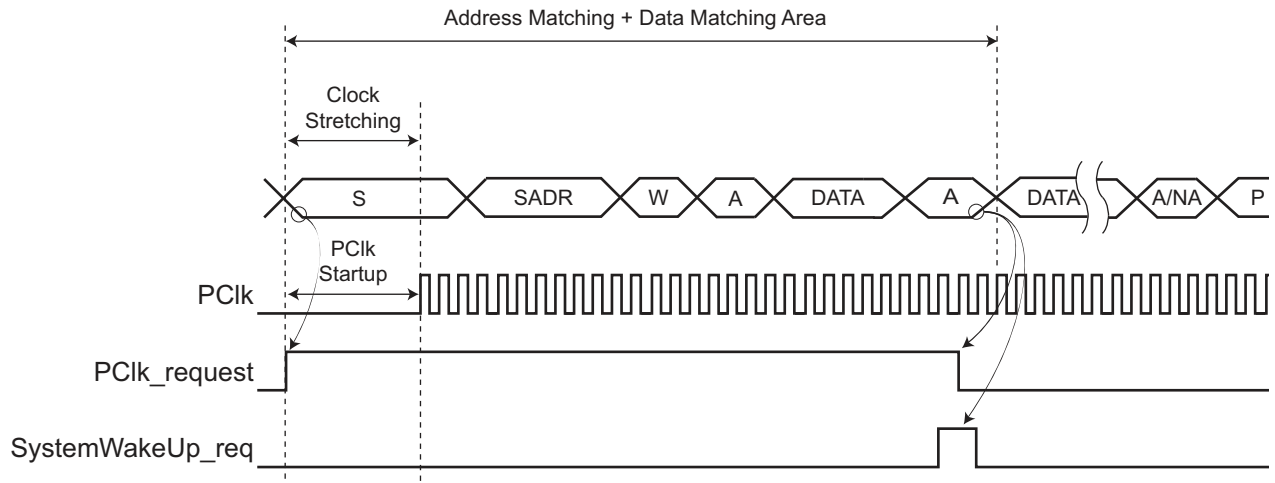 Address Matching + Data Matching Area
Clock
Stretching
S
SADR
W
A
DATA
A
DATA
A/NA
P
PClk
Startup
PClk
PClk_request
SystemWakeUp_req